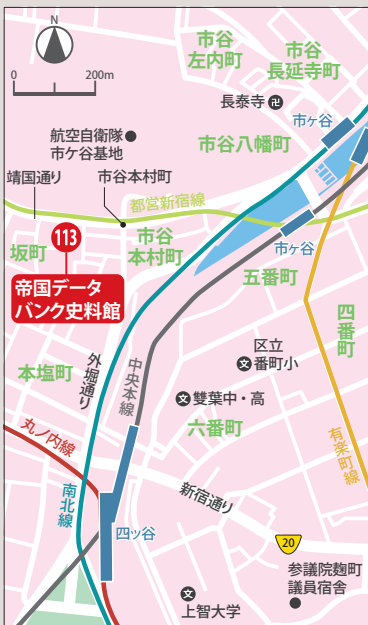 N
0 200m
市谷
左内町
市谷
長延寺町
長泰寺
市ヶ谷
航空自衛隊
市ケ谷基地
市谷八幡町
靖国通り
市谷本村町
都営新宿線
113
坂町
市谷
本村町
市ヶ谷
帝国データ
バンク史料館
五番町
四番町
本塩町
外堀通り
中央本線
区立
番町小
文
文
雙葉中・高
六番町
丸ノ内線
有楽町線
南北線
新宿通り
四ッ谷
20
参議院麹町
議員宿舎
文
上智大学